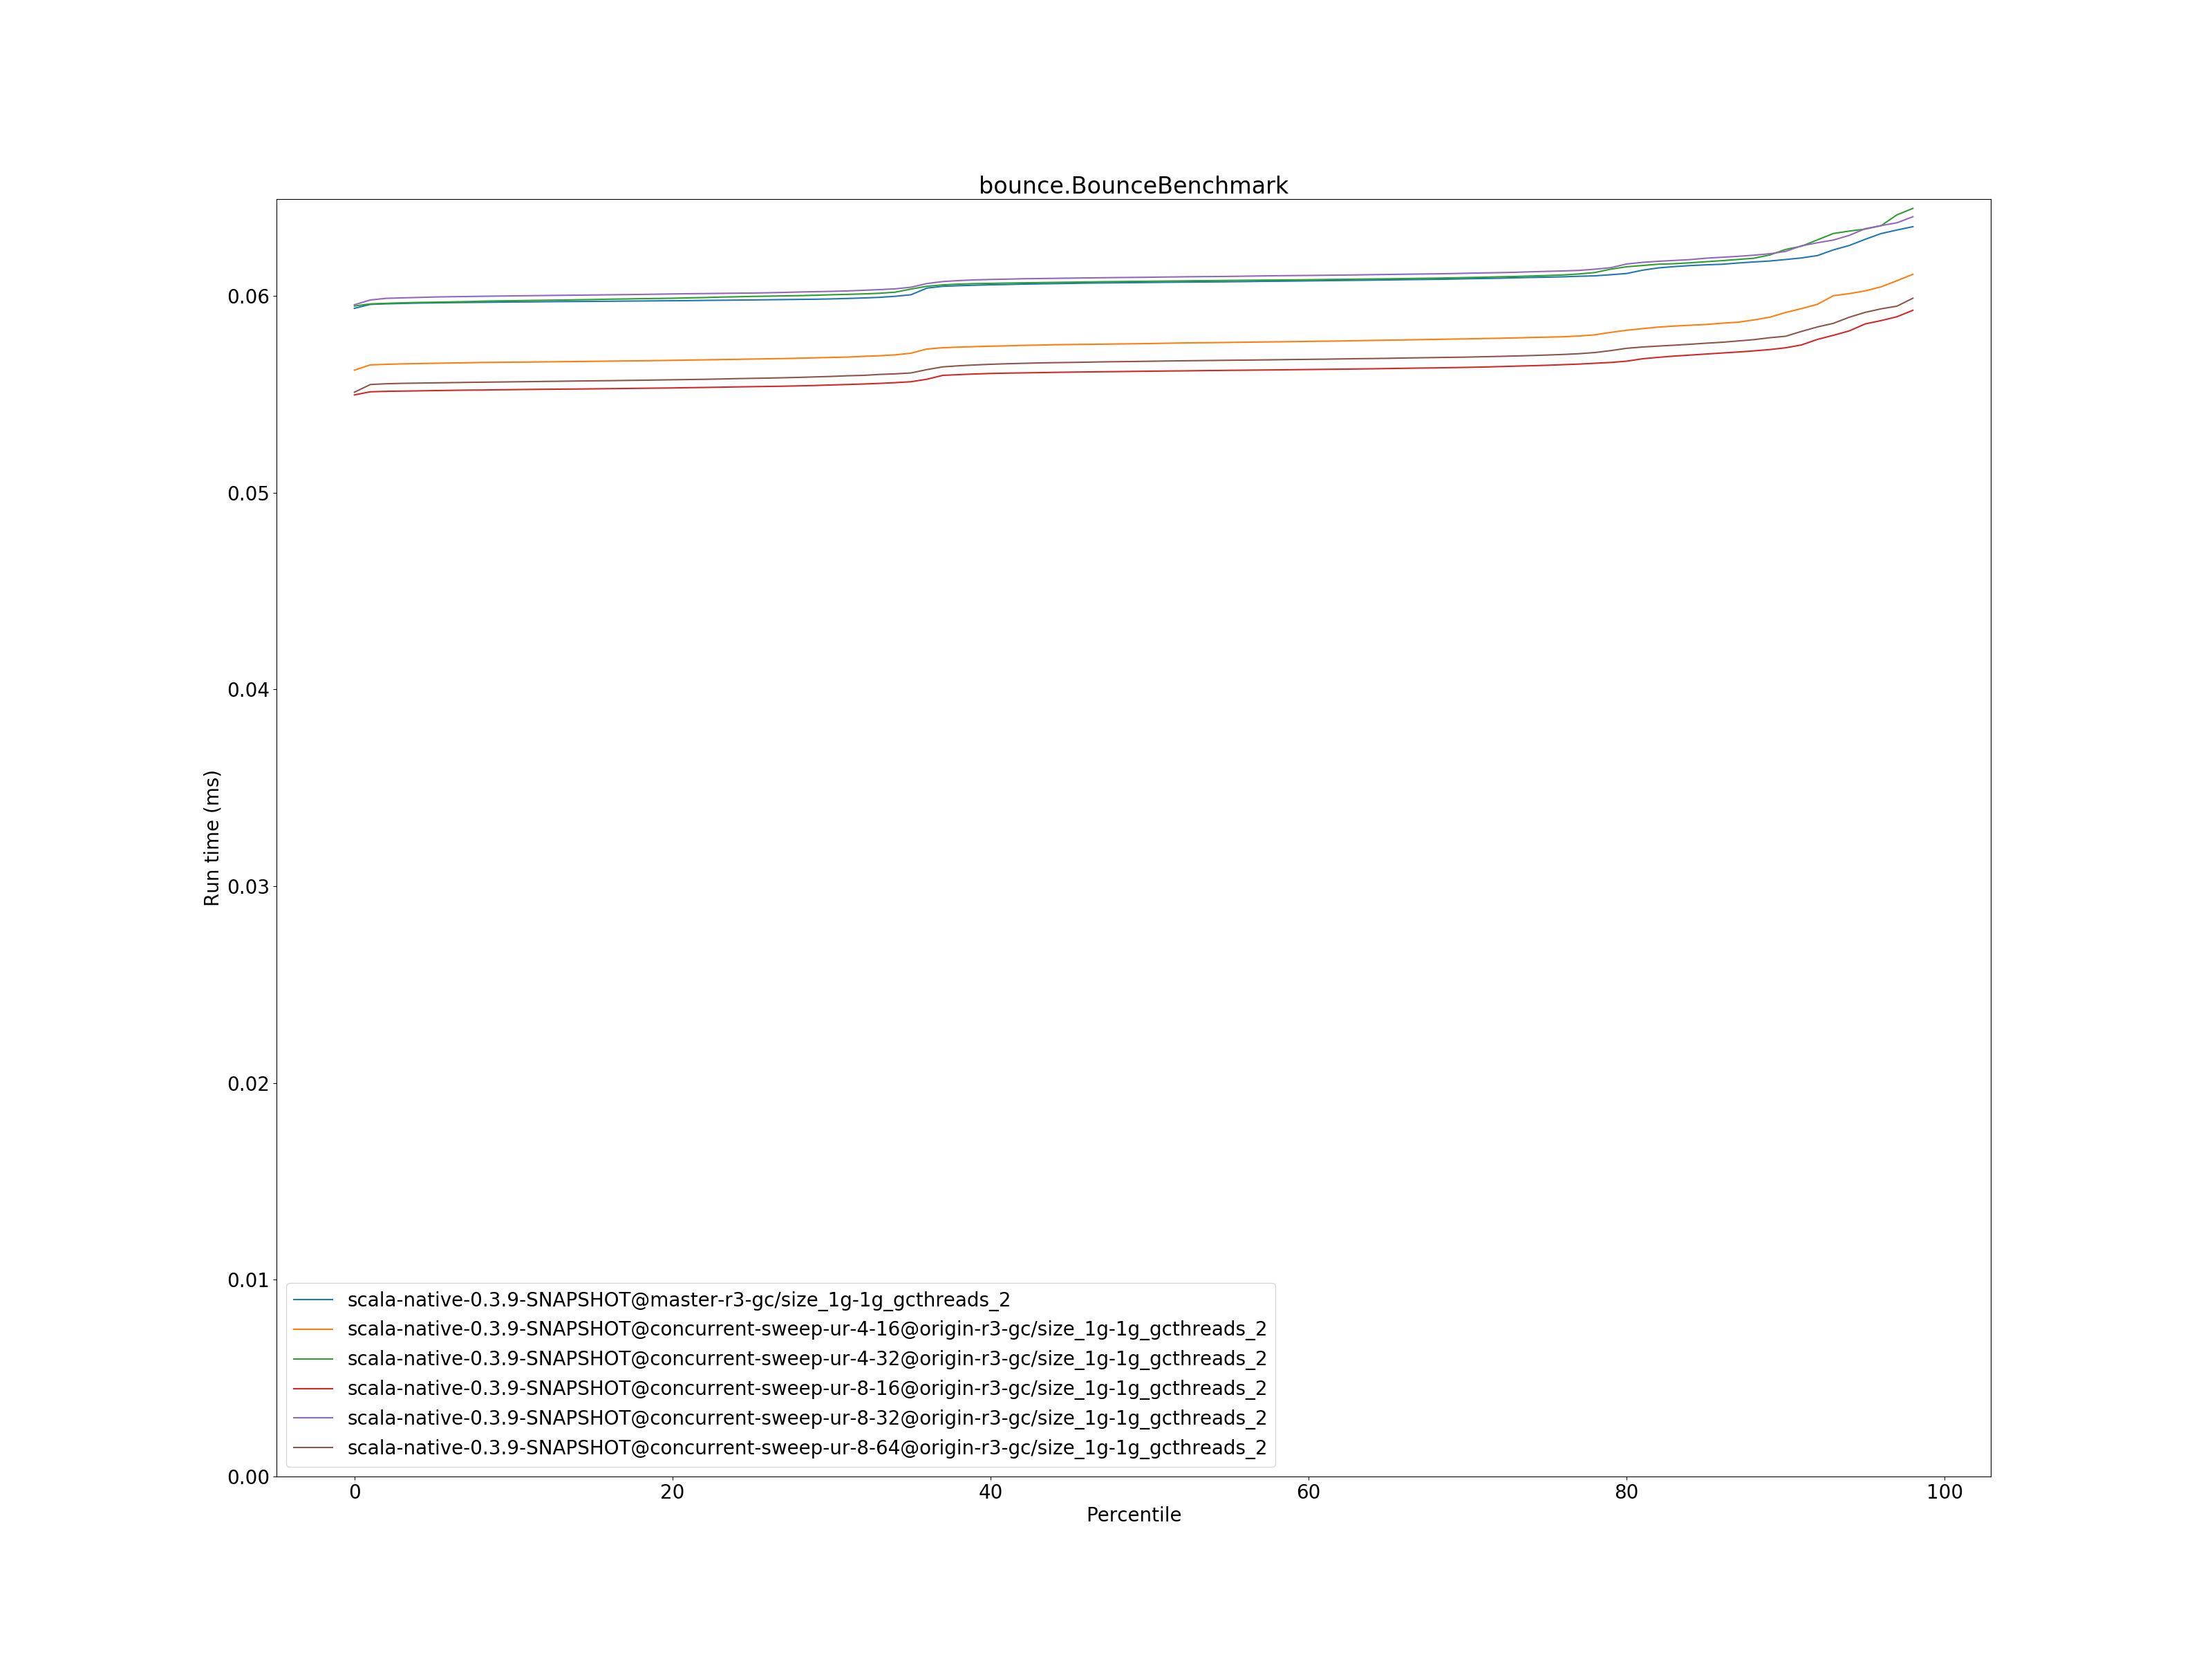 bounce.BounceBenchmark
Run time (ms)
0.06
0.05
0.04
0.03
0.02
0.01
0.00
scala-native-0.3.9-SNAPSHOT@master-r3-gc/size_1g-1g_gcthreads_2
scala-native-0.3.9-SNAPSHOT@concurrent-sweep-ur-4-16@origin-r3-gc/size_1g-1g_gcthreads_2
scala-native-0.3.9-SNAPSHOT@concurrent-sweep-ur-4-32@origin-r3-gc/size_1g-1g_gcthreads_2
scala-native-0.3.9-SNAPSHOT@concurrent-sweep-ur-8-16@origin-r3-gc/size_1g-1g_gcthreads_2
scala-native-0.3.9-SNAPSHOT@concurrent-sweep-ur-8-32@origin-r3-gc/size_1g-1g_gcthreads_2
scala-native-0.3.9-SNAPSHOT@concurrent-sweep-ur-8-64@origin-r3-gc/size_1g-1g_gcthreads_2
0 20 40 60 80 100
Percentile